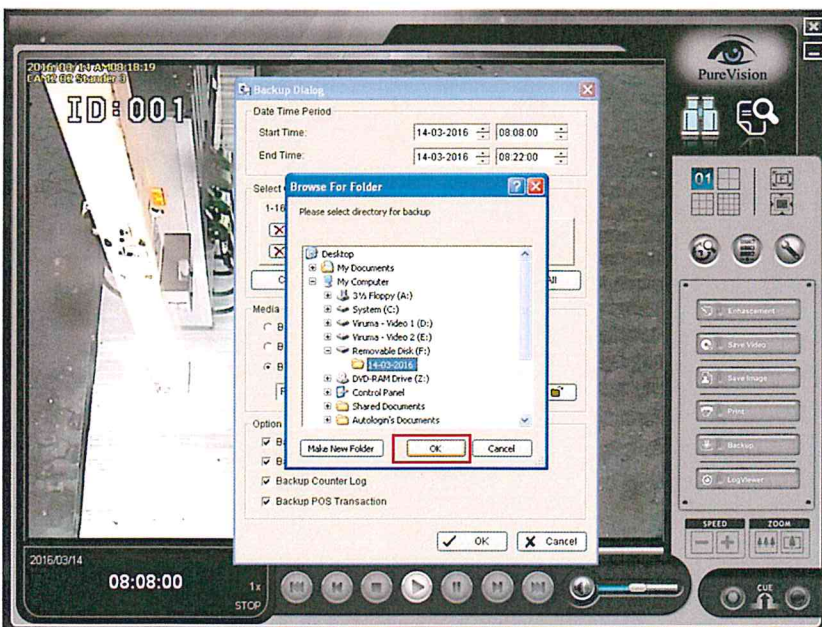 2016/03/14 AM08:18:19
ID:001
PureVision
Backup Dialog
Date Time Period
Start Time:
14-03-2016
08:08:00
End Time:
14-03-2016
08:22:00
Select
1-16
All
Media
Option
Backup Counter Log
Backup POS Transaction
OK
Cancel
Browse For Folder
Please select directory for backup
Desktop
My Documents
My Computer
3½ Floppy (A:)
System (C:)
Viruma - Video 1 (D:)
Viruma - Video 2 (E:)
Removable Disk (F:)
14-03-2016
DVD-RAM Drive (Z:)
Control Panel
Shared Documents
Autologin's Documents
Make New Folder
OK
Cancel
01
Enhancement
Save Video
Save Image
Print
Backup
LogViewer
SPEED
ZOOM
CUE
2016/03/14
08:08:00
1x
STOP